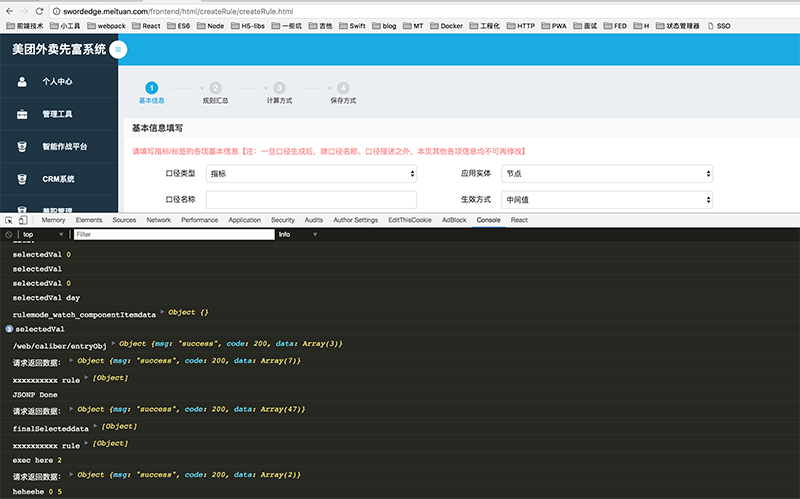 swordedge.meituan.com/frontend/html/createRule/createRule.html
前端技术 小工具 webpack React ES6 Node H5-libs 一些坑 吉他 Swift blog MT Docker 工程化 HTTP PWA 面试 FED H 状态管理器 SSO
美团外卖先富系统
个人中心
管理工具
智能作战平台
CRM系统
1 2 3 4
基本信息 规则汇总 计算方式 保存方式
基本信息填写
请填写指标/标签的各项基本信息【注：一旦口径生成后，除口径名称、口径描述之外，本页其他各项信息均不可再修改】
口径类型 指标 应用实体 节点
口径名称 生效方式 中间值
Memory Elements Sources Network Performance Application Security Audits Author Settings EditThisCookie AdBlock Console React
top Filter Info
selectedVal 0
selectedVal
selectedVal 0
selectedVal day
rulemode_watch_componentItemdata Object {}
2 selectedVal
/web/caliber/entryObj Object {msg: "success", code: 200, data: Array(3)}
请求返回数据： Object {msg: "success", code: 200, data: Array(7)}
xxxxxxxxxx rule [Object]
JSONP Done
请求返回数据： Object {msg: "success", code: 200, data: Array(47)}
finalSelecteddata [Object]
xxxxxxxxxx rule [Object]
exec here 2
请求返回数据： Object {msg: "success", code: 200, data: Array(2)}
heheehe 0 5